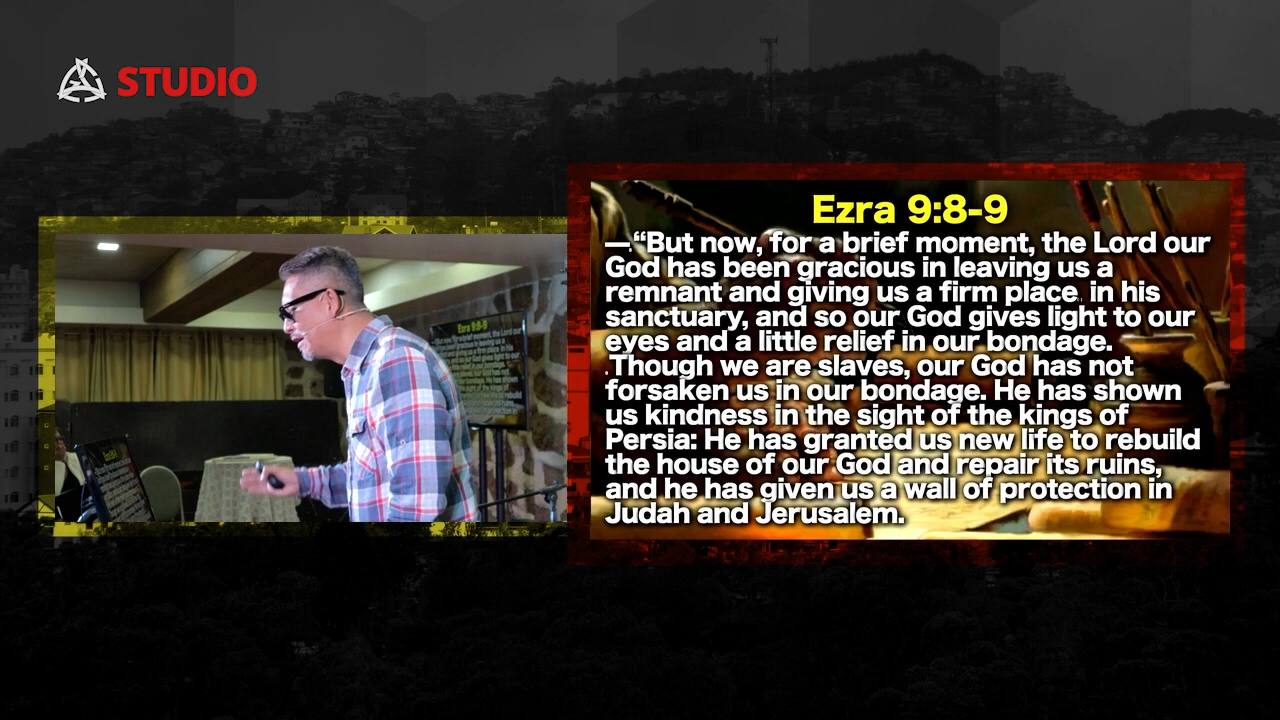 STUDIO
Ezra 9:8-9
—.“But now, for a brief moment, the Lord our
God has been gracious in leaving us a
remnant and giving us a firm place, in his
sanctuary, and so our God gives light to our
eyes and a little relief in our bondage.
.Though we are slaves, our God has not
forsaken us in our bondage. He has shown
us kindness in the sight of the kings of
Persia: He has granted us new life to rebuild
the house of our God and repair its ruins,
and he has given us a wall of protection in
Judah and Jerusalem.
Ezra 9:8-9